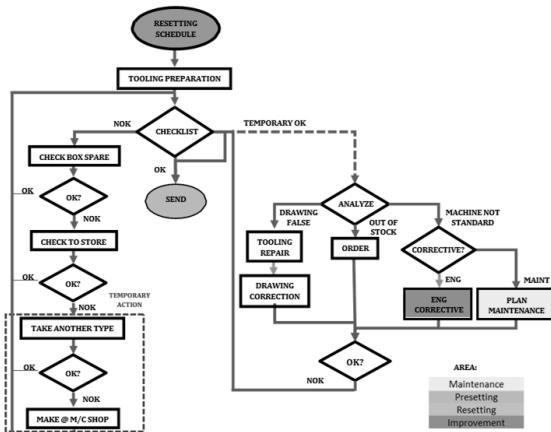 RESETTING
SCHEDULE
TOOLING PREPARATION
NOK
CHECKLIST
TEMPORARY OK
CHECK BOX SPARE
OK
SEND
OK
OK?
NOK
CHECK TO STORE
OK
OK?
NOK
TEMPORARY
ACTION
TAKE ANOTHER TYPE
OK
OK?
NOK
MAKE @ M/C SHOP
ANALYZE
DRAWING
FALSE
OUT OF
STOCK
MACHINE NOT
STANDARD
TOOLING
REPAIR
ORDER
CORRECTIVE?
DRAWING
CORRECTION
ENG
MAINT
ENG
CORRECTIVE
PLAN
MAINTENANCE
OK?
NOK
AREA:
Maintenance
Presetting
Resetting
Improvement